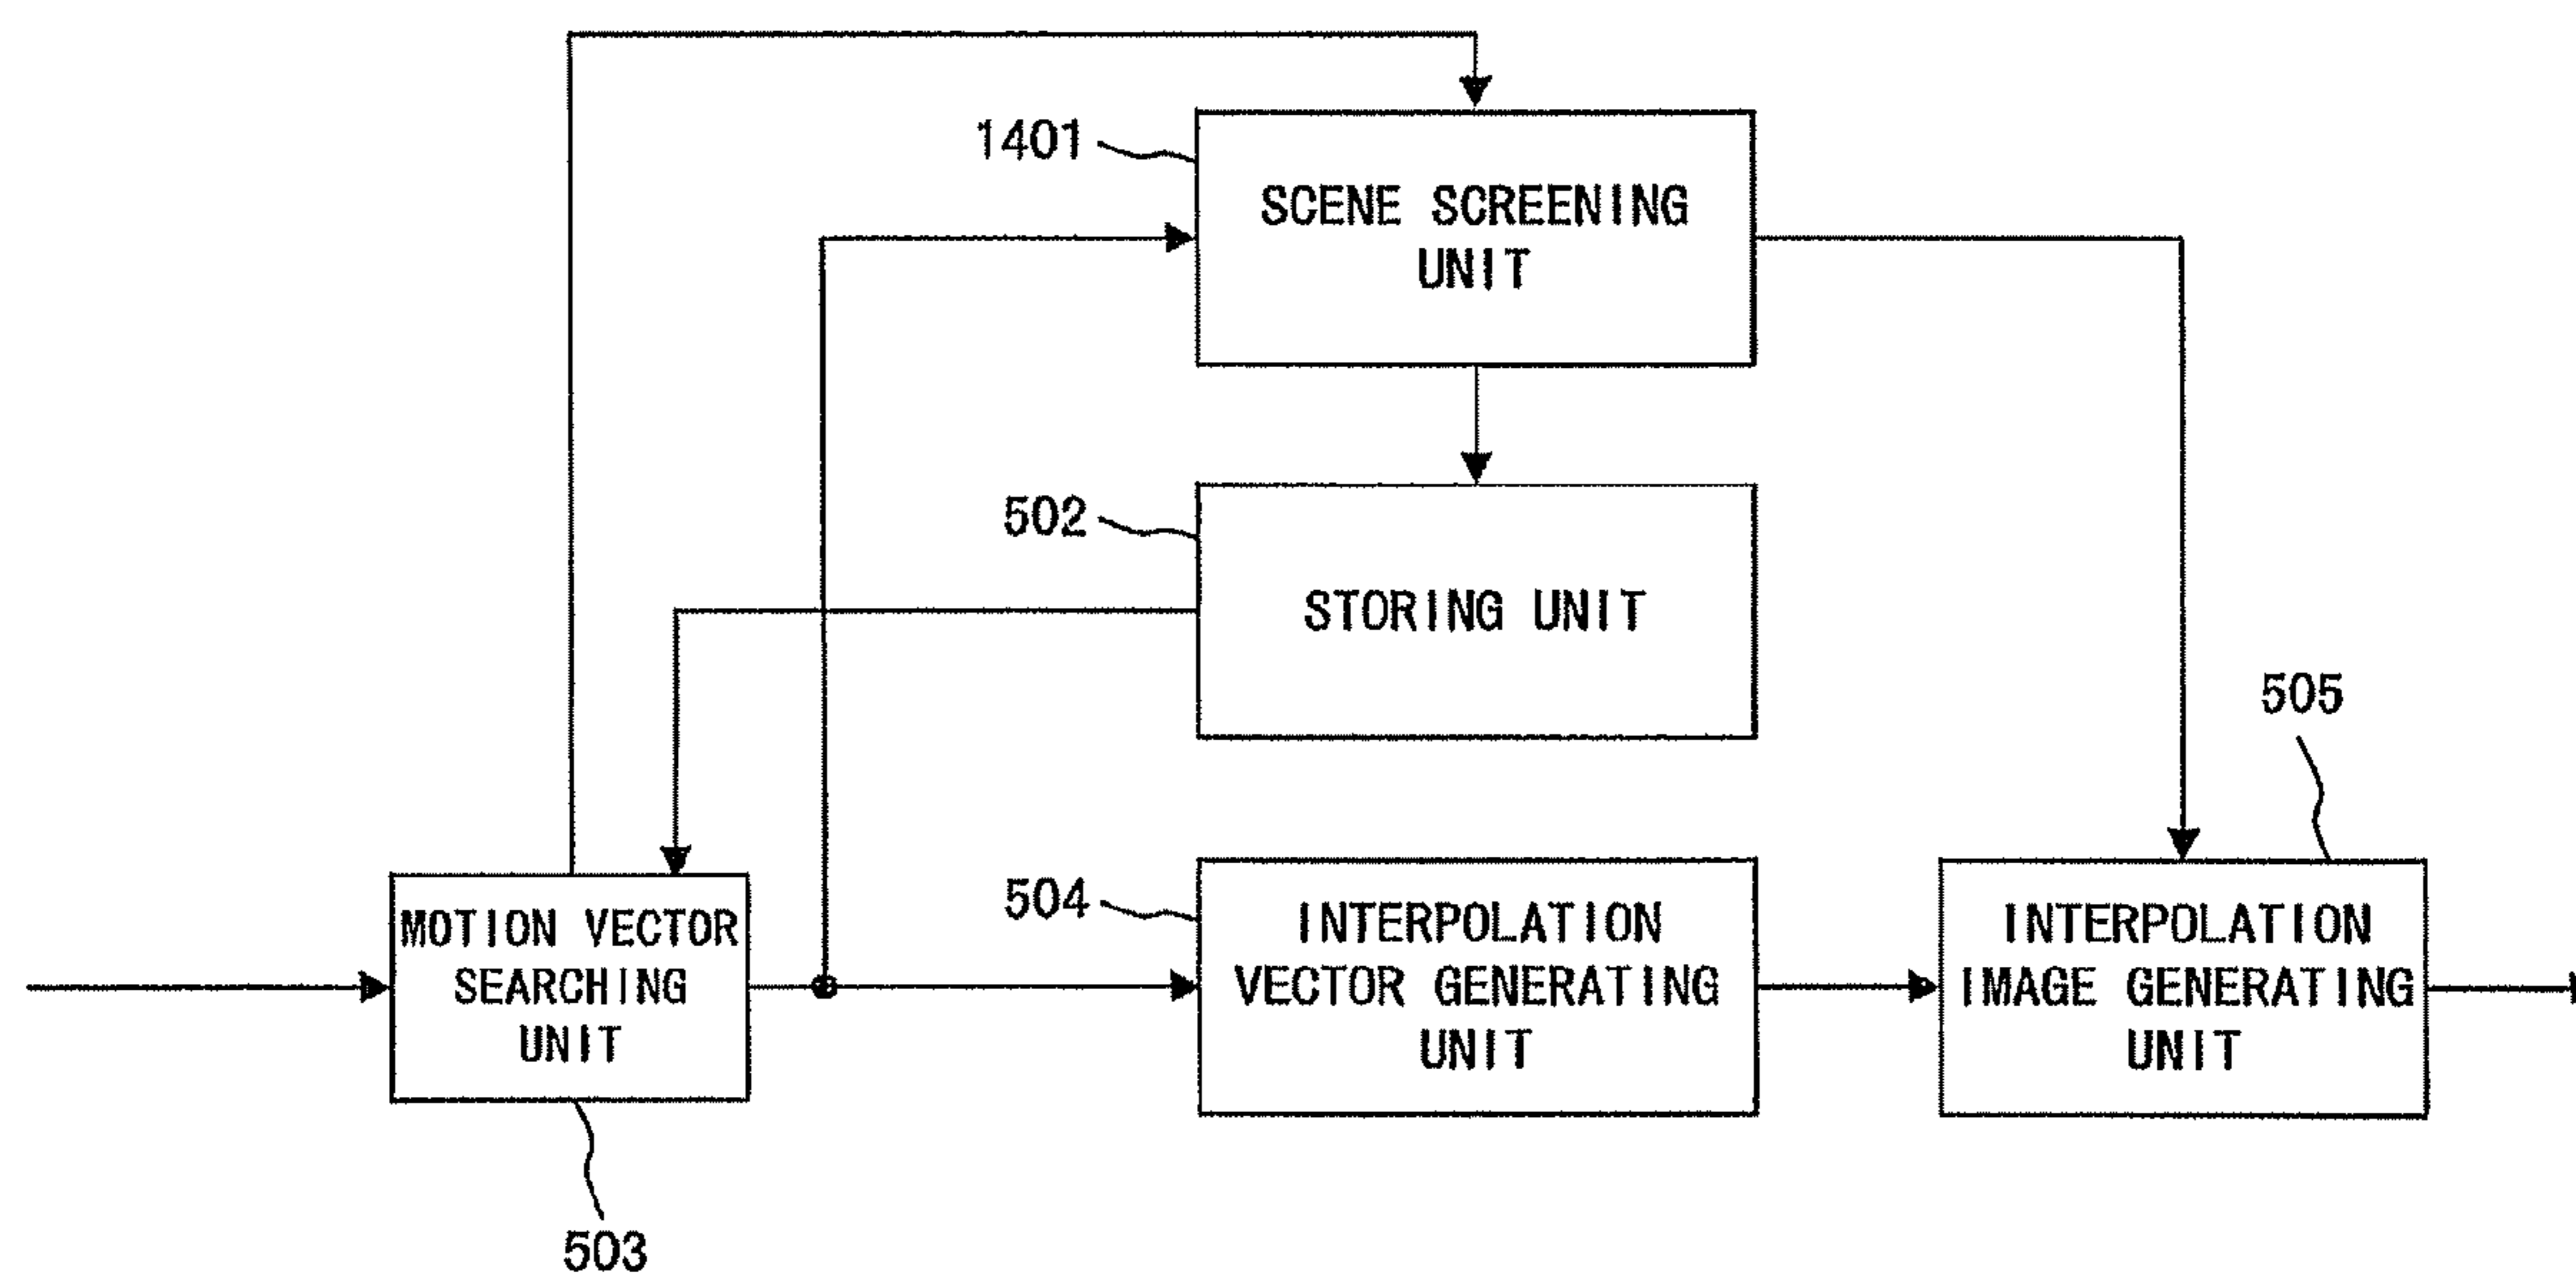 1401
SCENE SCREENING
UNIT
502
STORING UNIT
505
MOTION VECTOR
SEARCHING
UNIT
504
INTERPOLATION
VECTOR GENERATING
UNIT
INTERPOLATION
IMAGE GENERATING
UNIT
503